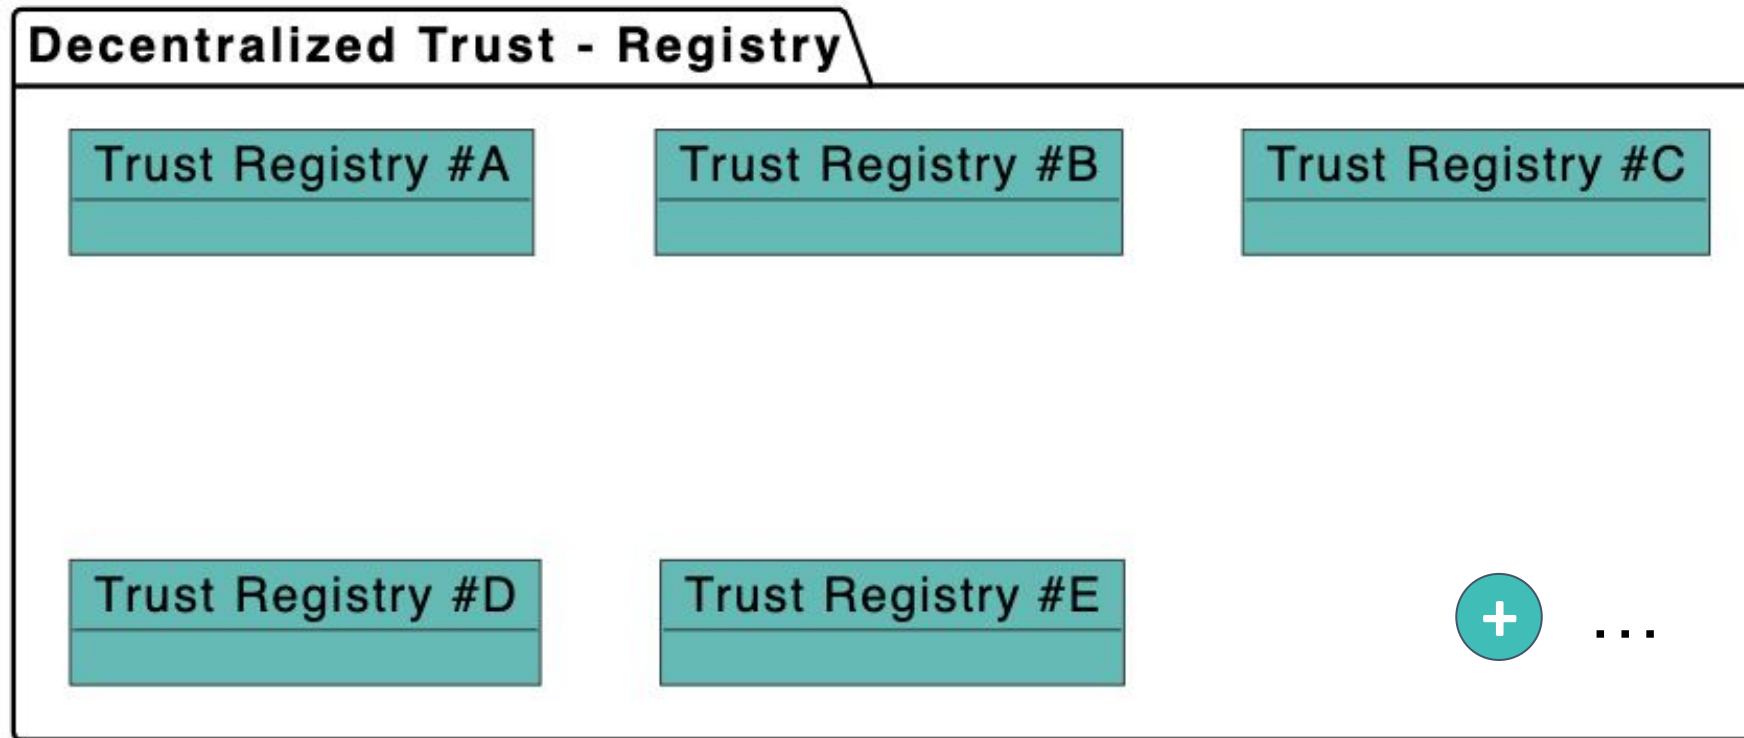 Decentralized Trust - Registry
Trust Registry #A
Trust Registry #B
Trust Registry #C
Trust Registry #D
Trust Registry #E
+ ...